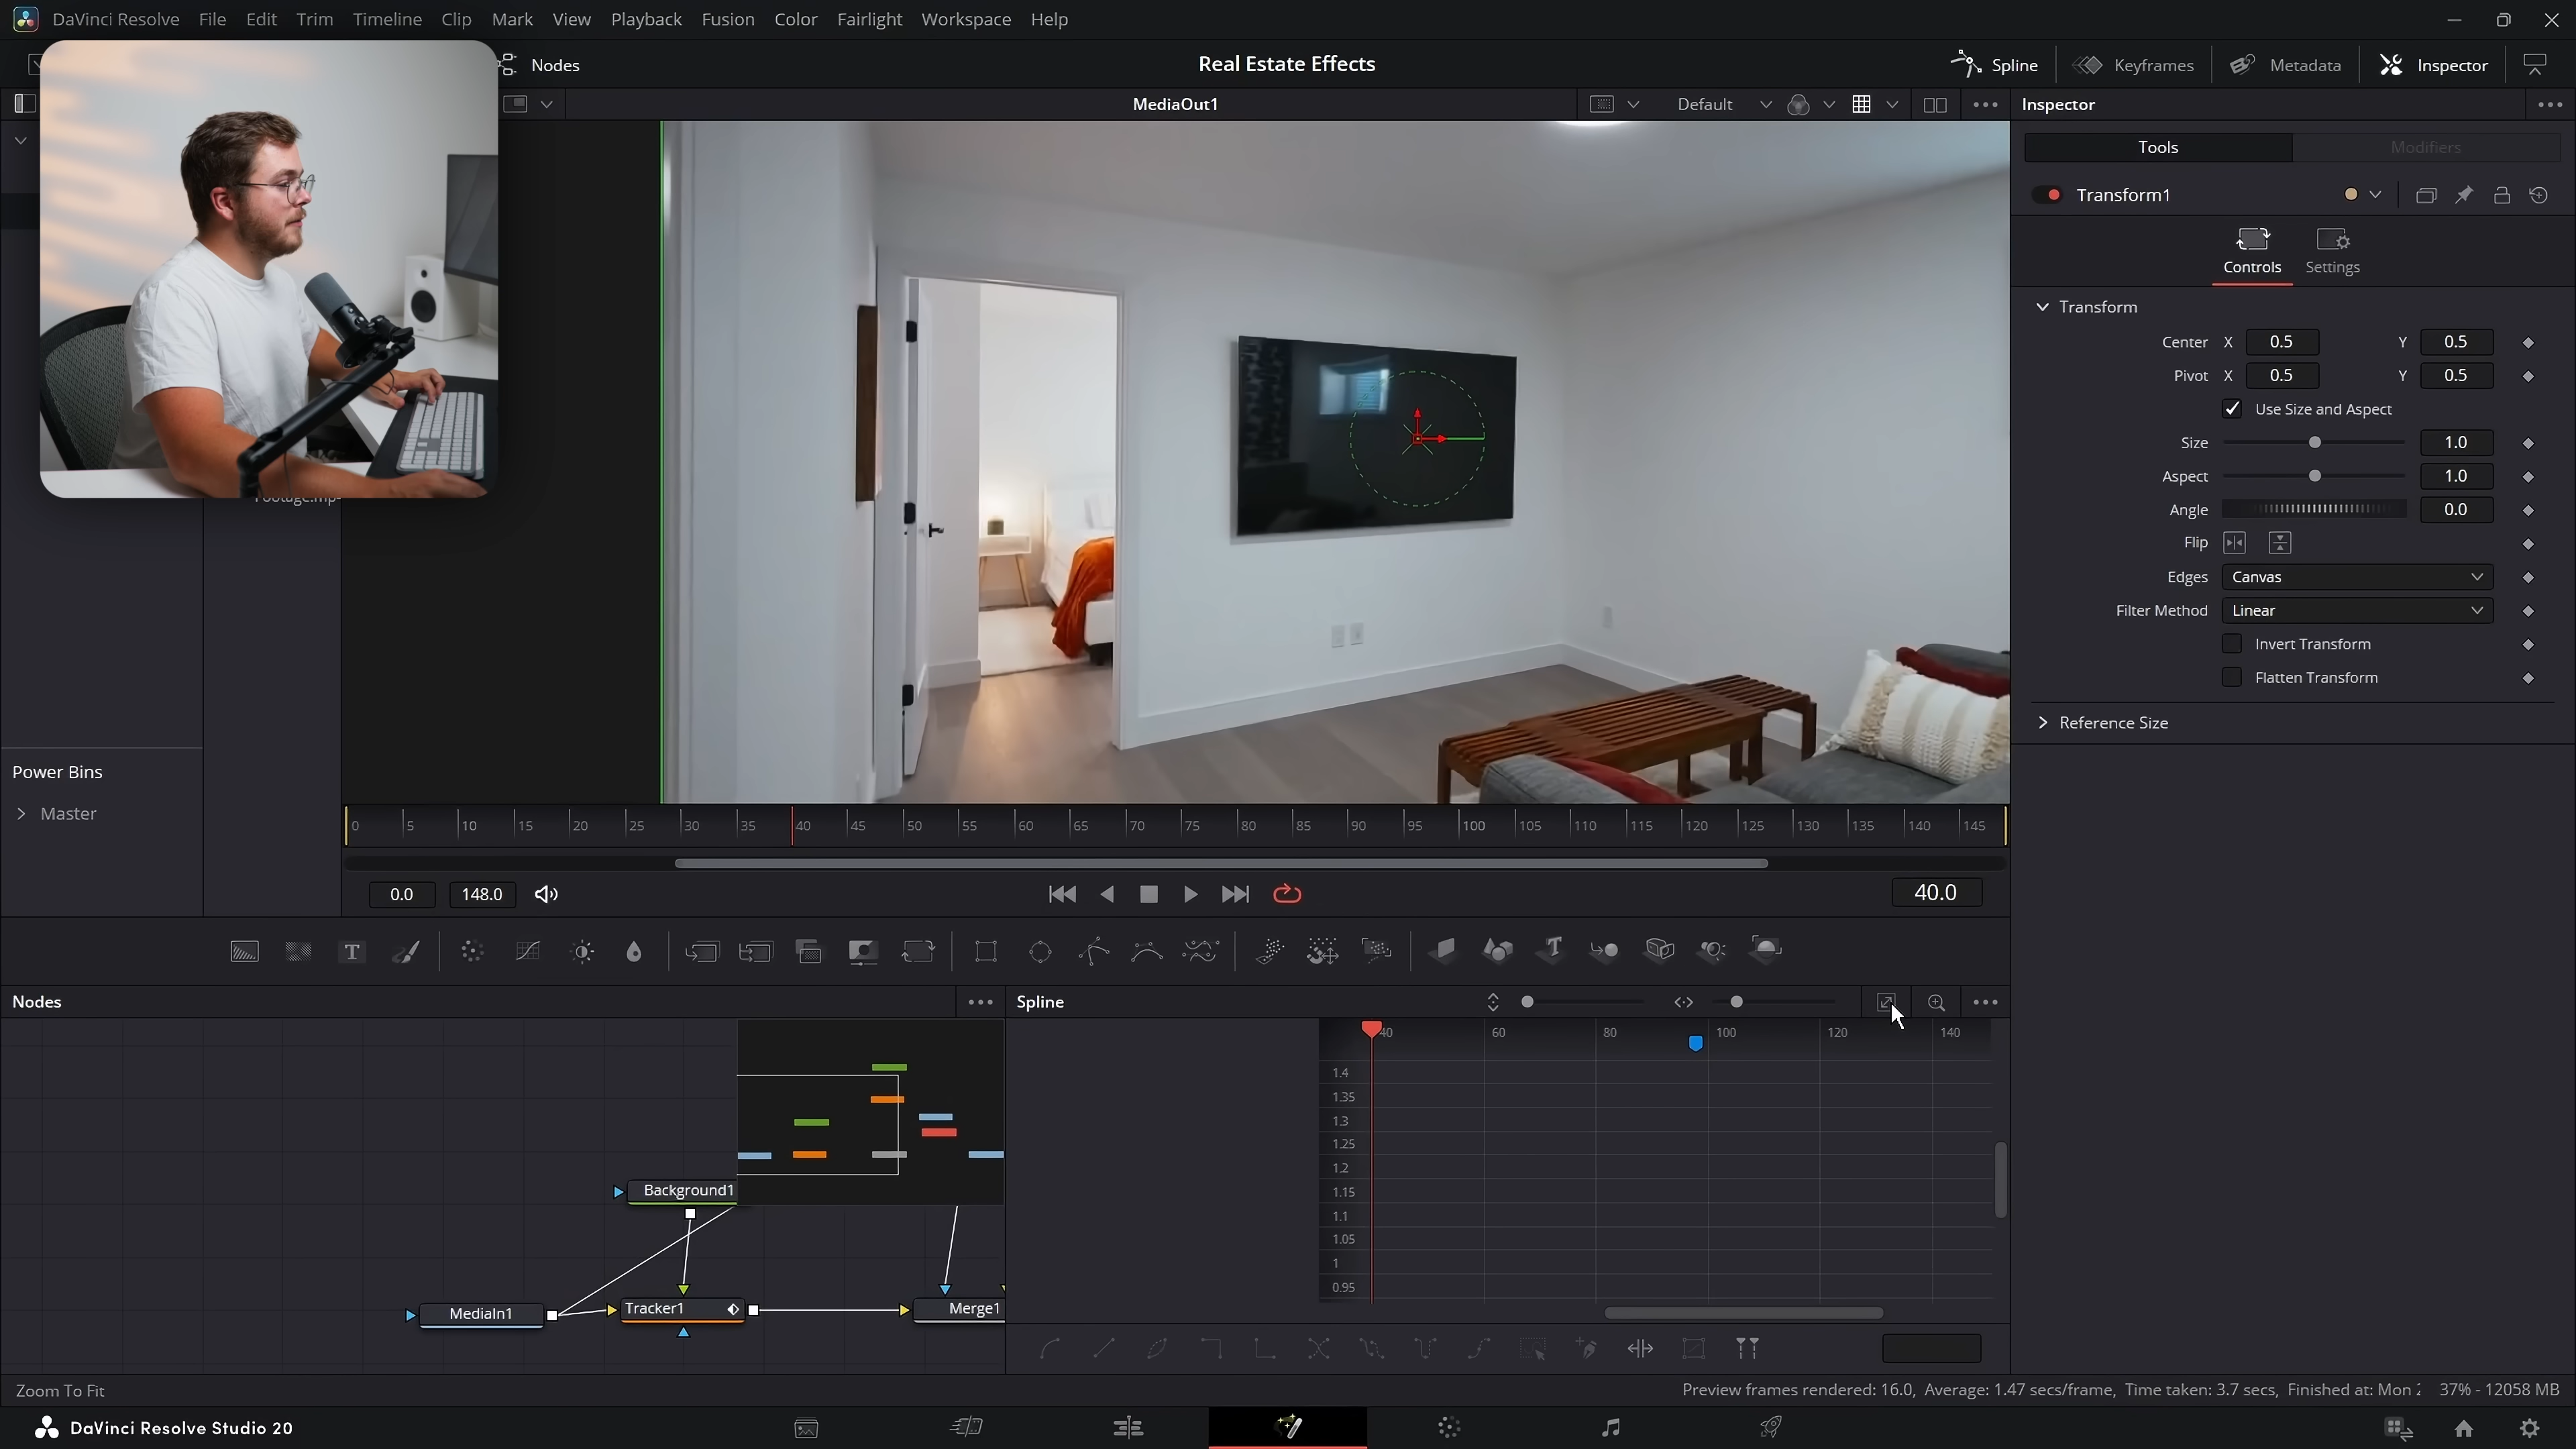 DaVinci Resolve File Edit Trim Timeline Clip Mark View Playback Fusion Color Fairlight Workspace Help
Nodes
Real Estate Effects
Spline
Keyframes
Metadata
Inspector
MediaOut1
Default
Inspector
Tools
Modifiers
Transform1
Controls
Settings
Transform
Center X 0.5 Y 0.5
Pivot X 0.5 Y 0.5
Use Size and Aspect
Size 1.0
Aspect 1.0
Angle 0.0
Flip
Edges Canvas
Filter Method Linear
Invert Transform
Flatten Transform
Reference Size
Power Bins
Master
0 5 10 15 20 25 30 35 40 45 50 55 60 65 70 75 80 85 90 95 100 105 110 115 120 125 130 135 140 145
0.0 148.0
40.0
T
Nodes
Background1
MediaIn1
Tracker1
Merge1
Spline
40 60 80 100 120 140
1.4
1.35
1.3
1.25
1.2
1.15
1.1
1.05
1
0.95
Zoom To Fit
Preview frames rendered: 16.0, Average: 1.47 secs/frame, Time taken: 3.7 secs, Finished at: Mon 37% - 12058 MB
DaVinci Resolve Studio 20